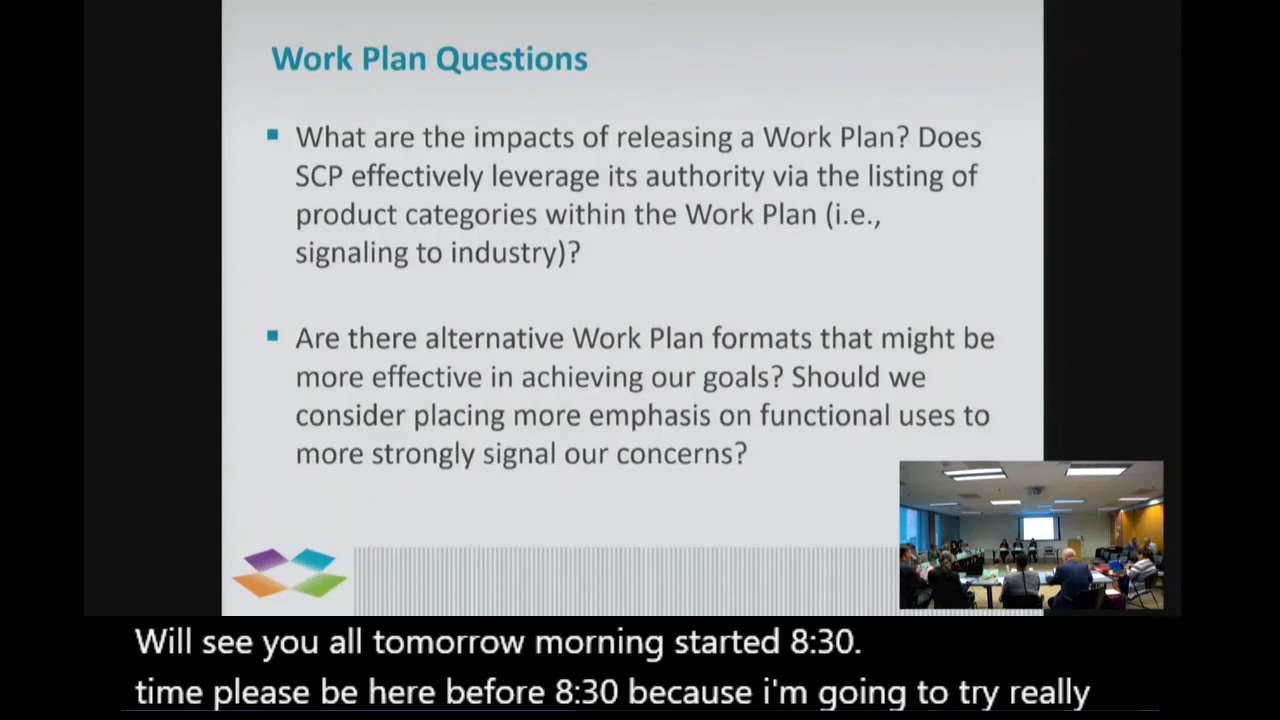 Work Plan Questions
What are the impacts of releasing a Work Plan? Does
SCP effectively leverage its authority via the listing of
product categories within the Work Plan (i.e.,
signaling to industry)?
Are there alternative Work Plan formats that might be
more effective in achieving our goals? Should we
consider placing more emphasis on functional uses to
more strongly signal our concerns?
Will see you all tomorrow morning started 8:30.
time please be here before 8:30 because i'm going to try really